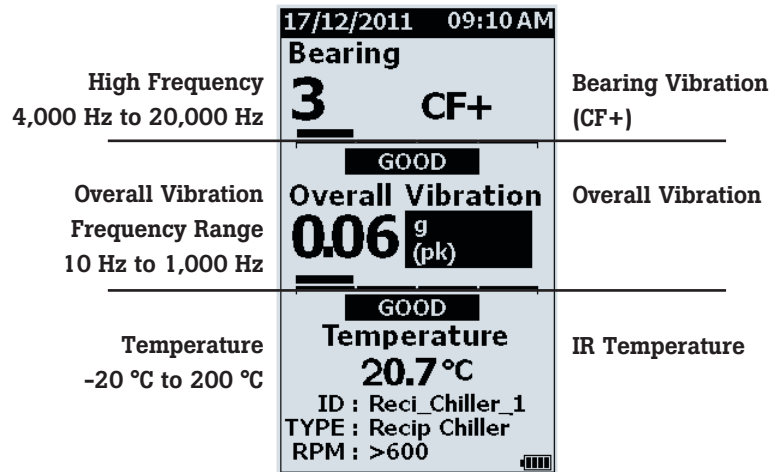 17/12/2011 09:10 AM
Bearing
High Frequency
4,000 Hz to 20,000 Hz
3 CF+
Bearing Vibration
(CF+)
GOOD
Overall Vibration
Frequency Range
10 Hz to 1,000 Hz
Overall Vibration
0.06 g
(pk)
Overall Vibration
GOOD
Temperature
-20 °C to 200 °C
Temperature
20.7 °C
IR Temperature
ID : Reci_Chiller_1
TYPE : Recip Chiller
RPM : >600